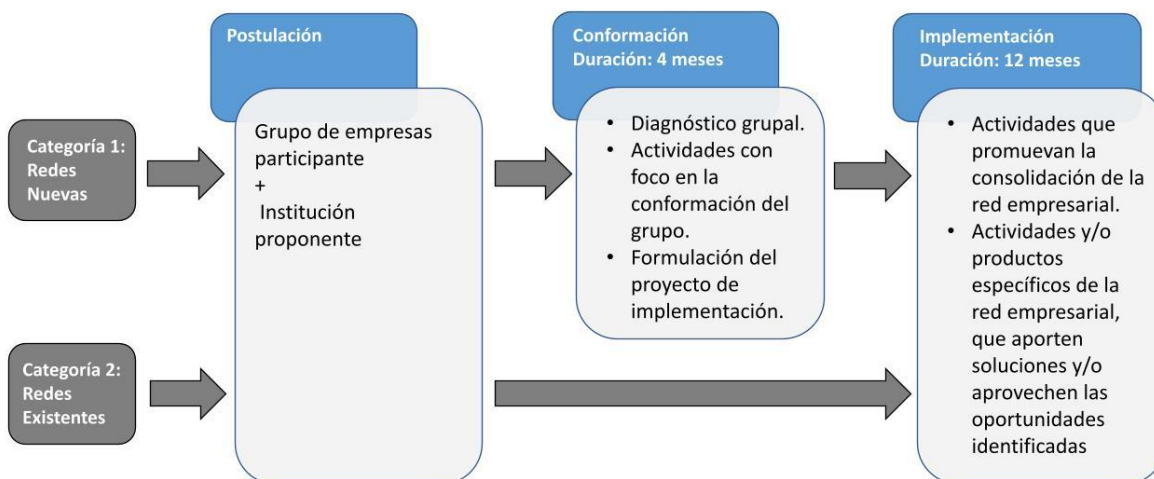 Postulación
Conformación
Duración: 4 meses
Implementación
Duración: 12 meses
Categoría 1:
Redes
Nuevas
Grupo de empresas
participante
+
Institución
proponente
• Diagnóstico grupal.
• Actividades con
foco en la
conformación del
grupo.
• Formulación del
proyecto de
implementación.
• Actividades que
promuevan la
consolidación de la
red empresarial.
• Actividades y/o
productos
específicos de la
red empresarial,
que aporten
soluciones y/o
aprovechen las
oportunidades
identificadas
Categoría 2:
Redes
Existentes